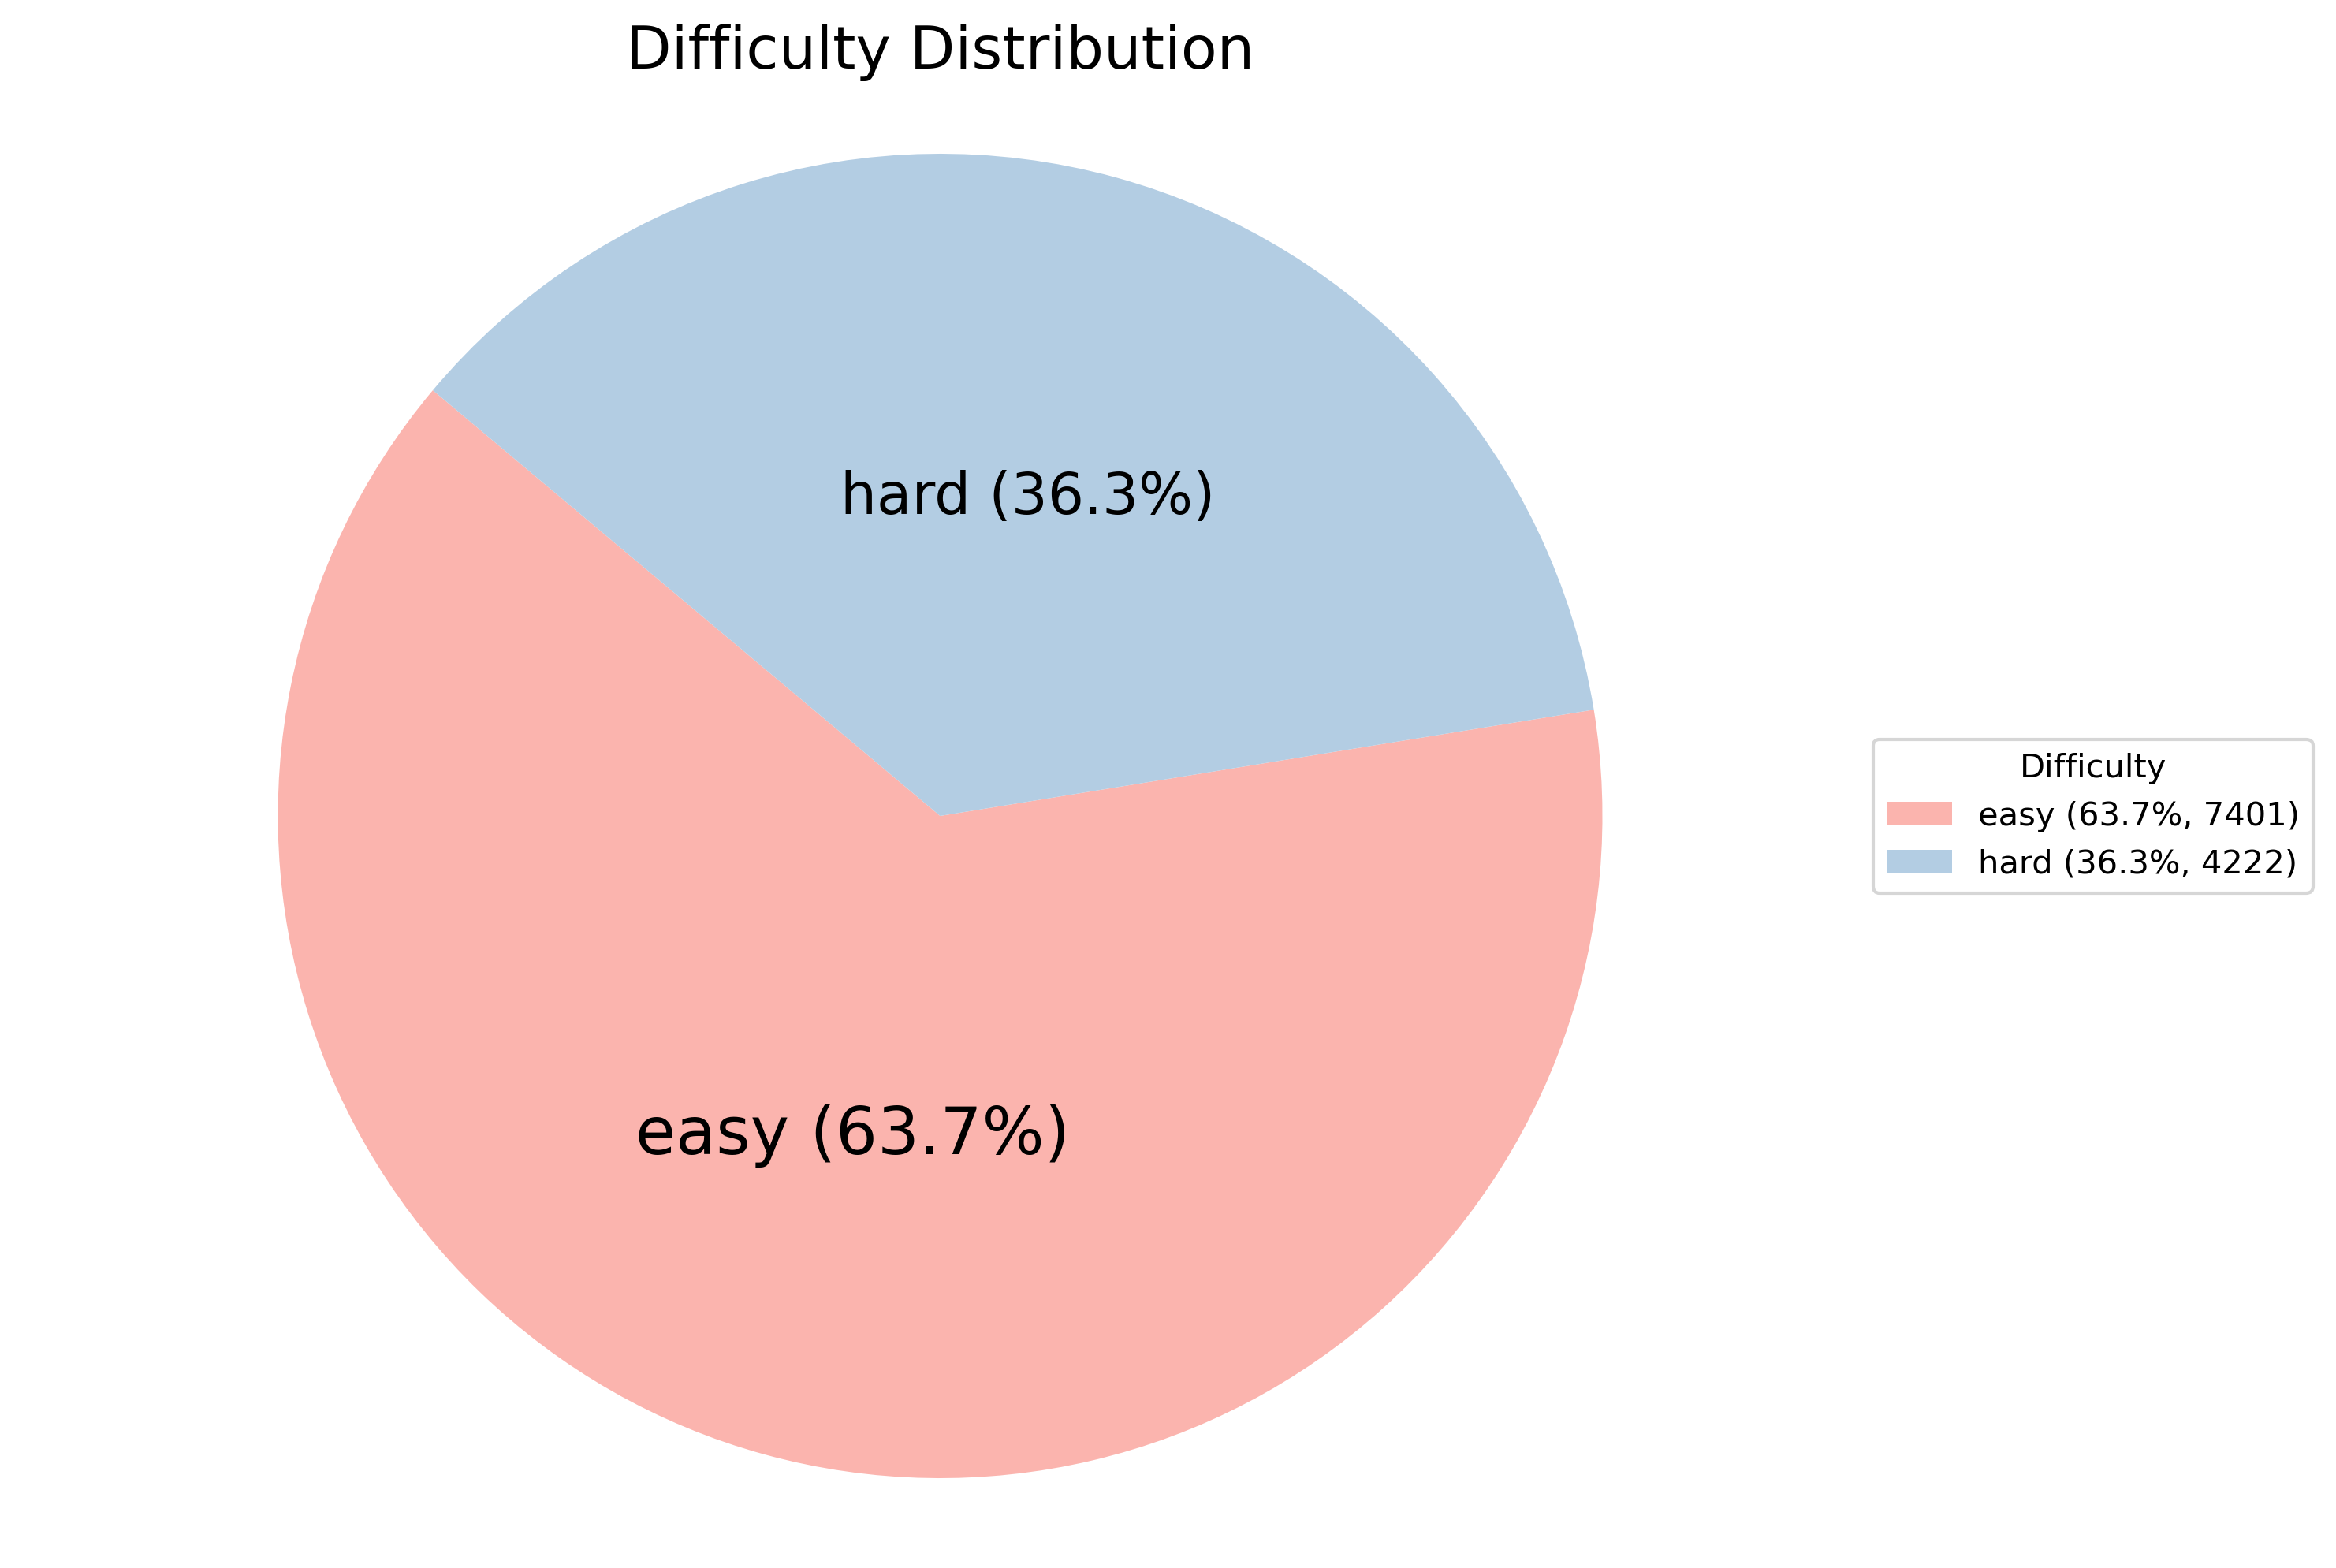 Difficulty Distribution
hard (36.3%)
easy (63.7%)
Difficulty
easy (63.7%, 7401)
hard (36.3%, 4222)